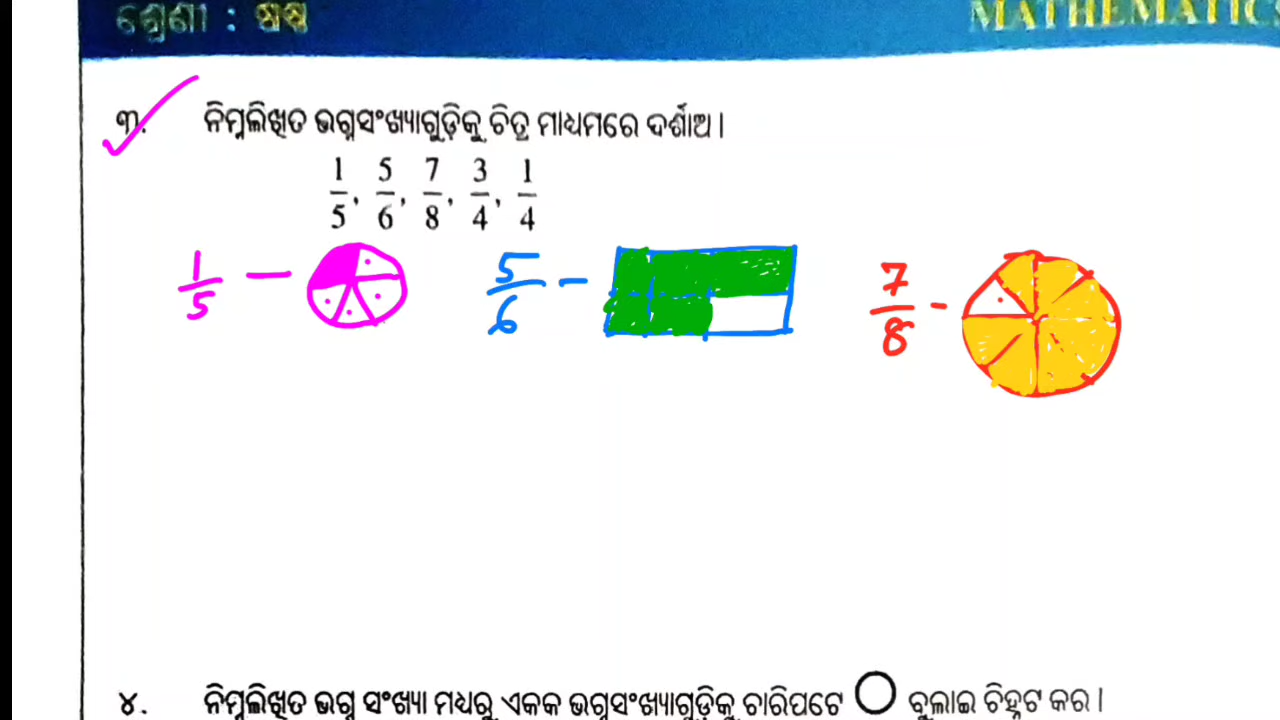 ଶ୍ରେଣୀ : ଷଷ୍ଠ MATHEMATICS
୩. ନିମ୍ନଲିଖିତ ଭଗ୍ନସଂଖ୍ୟାଗୁଡ଼ିକୁ ଚିତ୍ର ମାଧ୍ୟମରେ ଦର୍ଶାଅ ।
1/5, 5/6, 7/8, 3/4, 1/4
1/5 — 5/6 — 7/8 -
୪. ନିମ୍ନଲିଖିତ ଭଗ୍ନ ସଂଖ୍ୟା ମଧ୍ୟରୁ ଏକକ ଭଗ୍ନସଂଖ୍ୟାଗୁଡ଼ିକୁ ଚାରିପଟେ ବୁଲାଇ ଚିହ୍ନଟ କର ।